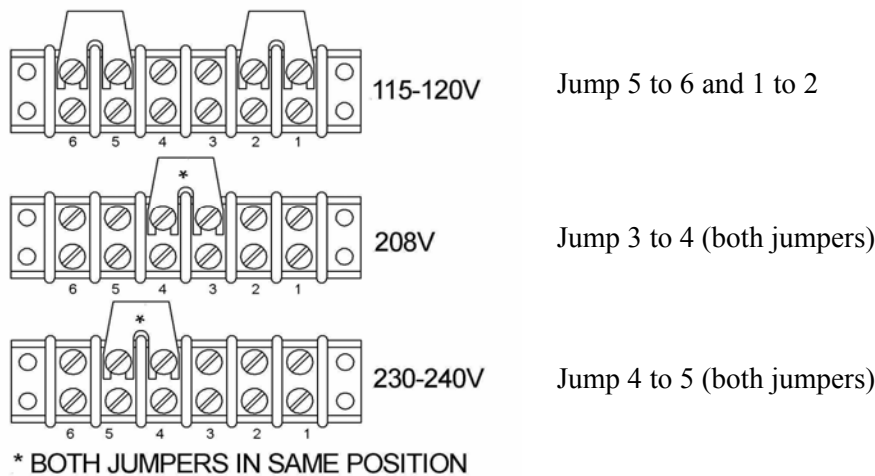 115-120V
Jump 5 to 6 and 1 to 2
6 5 4 3 2 1
*
208V
Jump 3 to 4 (both jumpers)
6 5 4 3 2 1
*
230-240V
Jump 4 to 5 (both jumpers)
6 5 4 3 2 1
* BOTH JUMPERS IN SAME POSITION